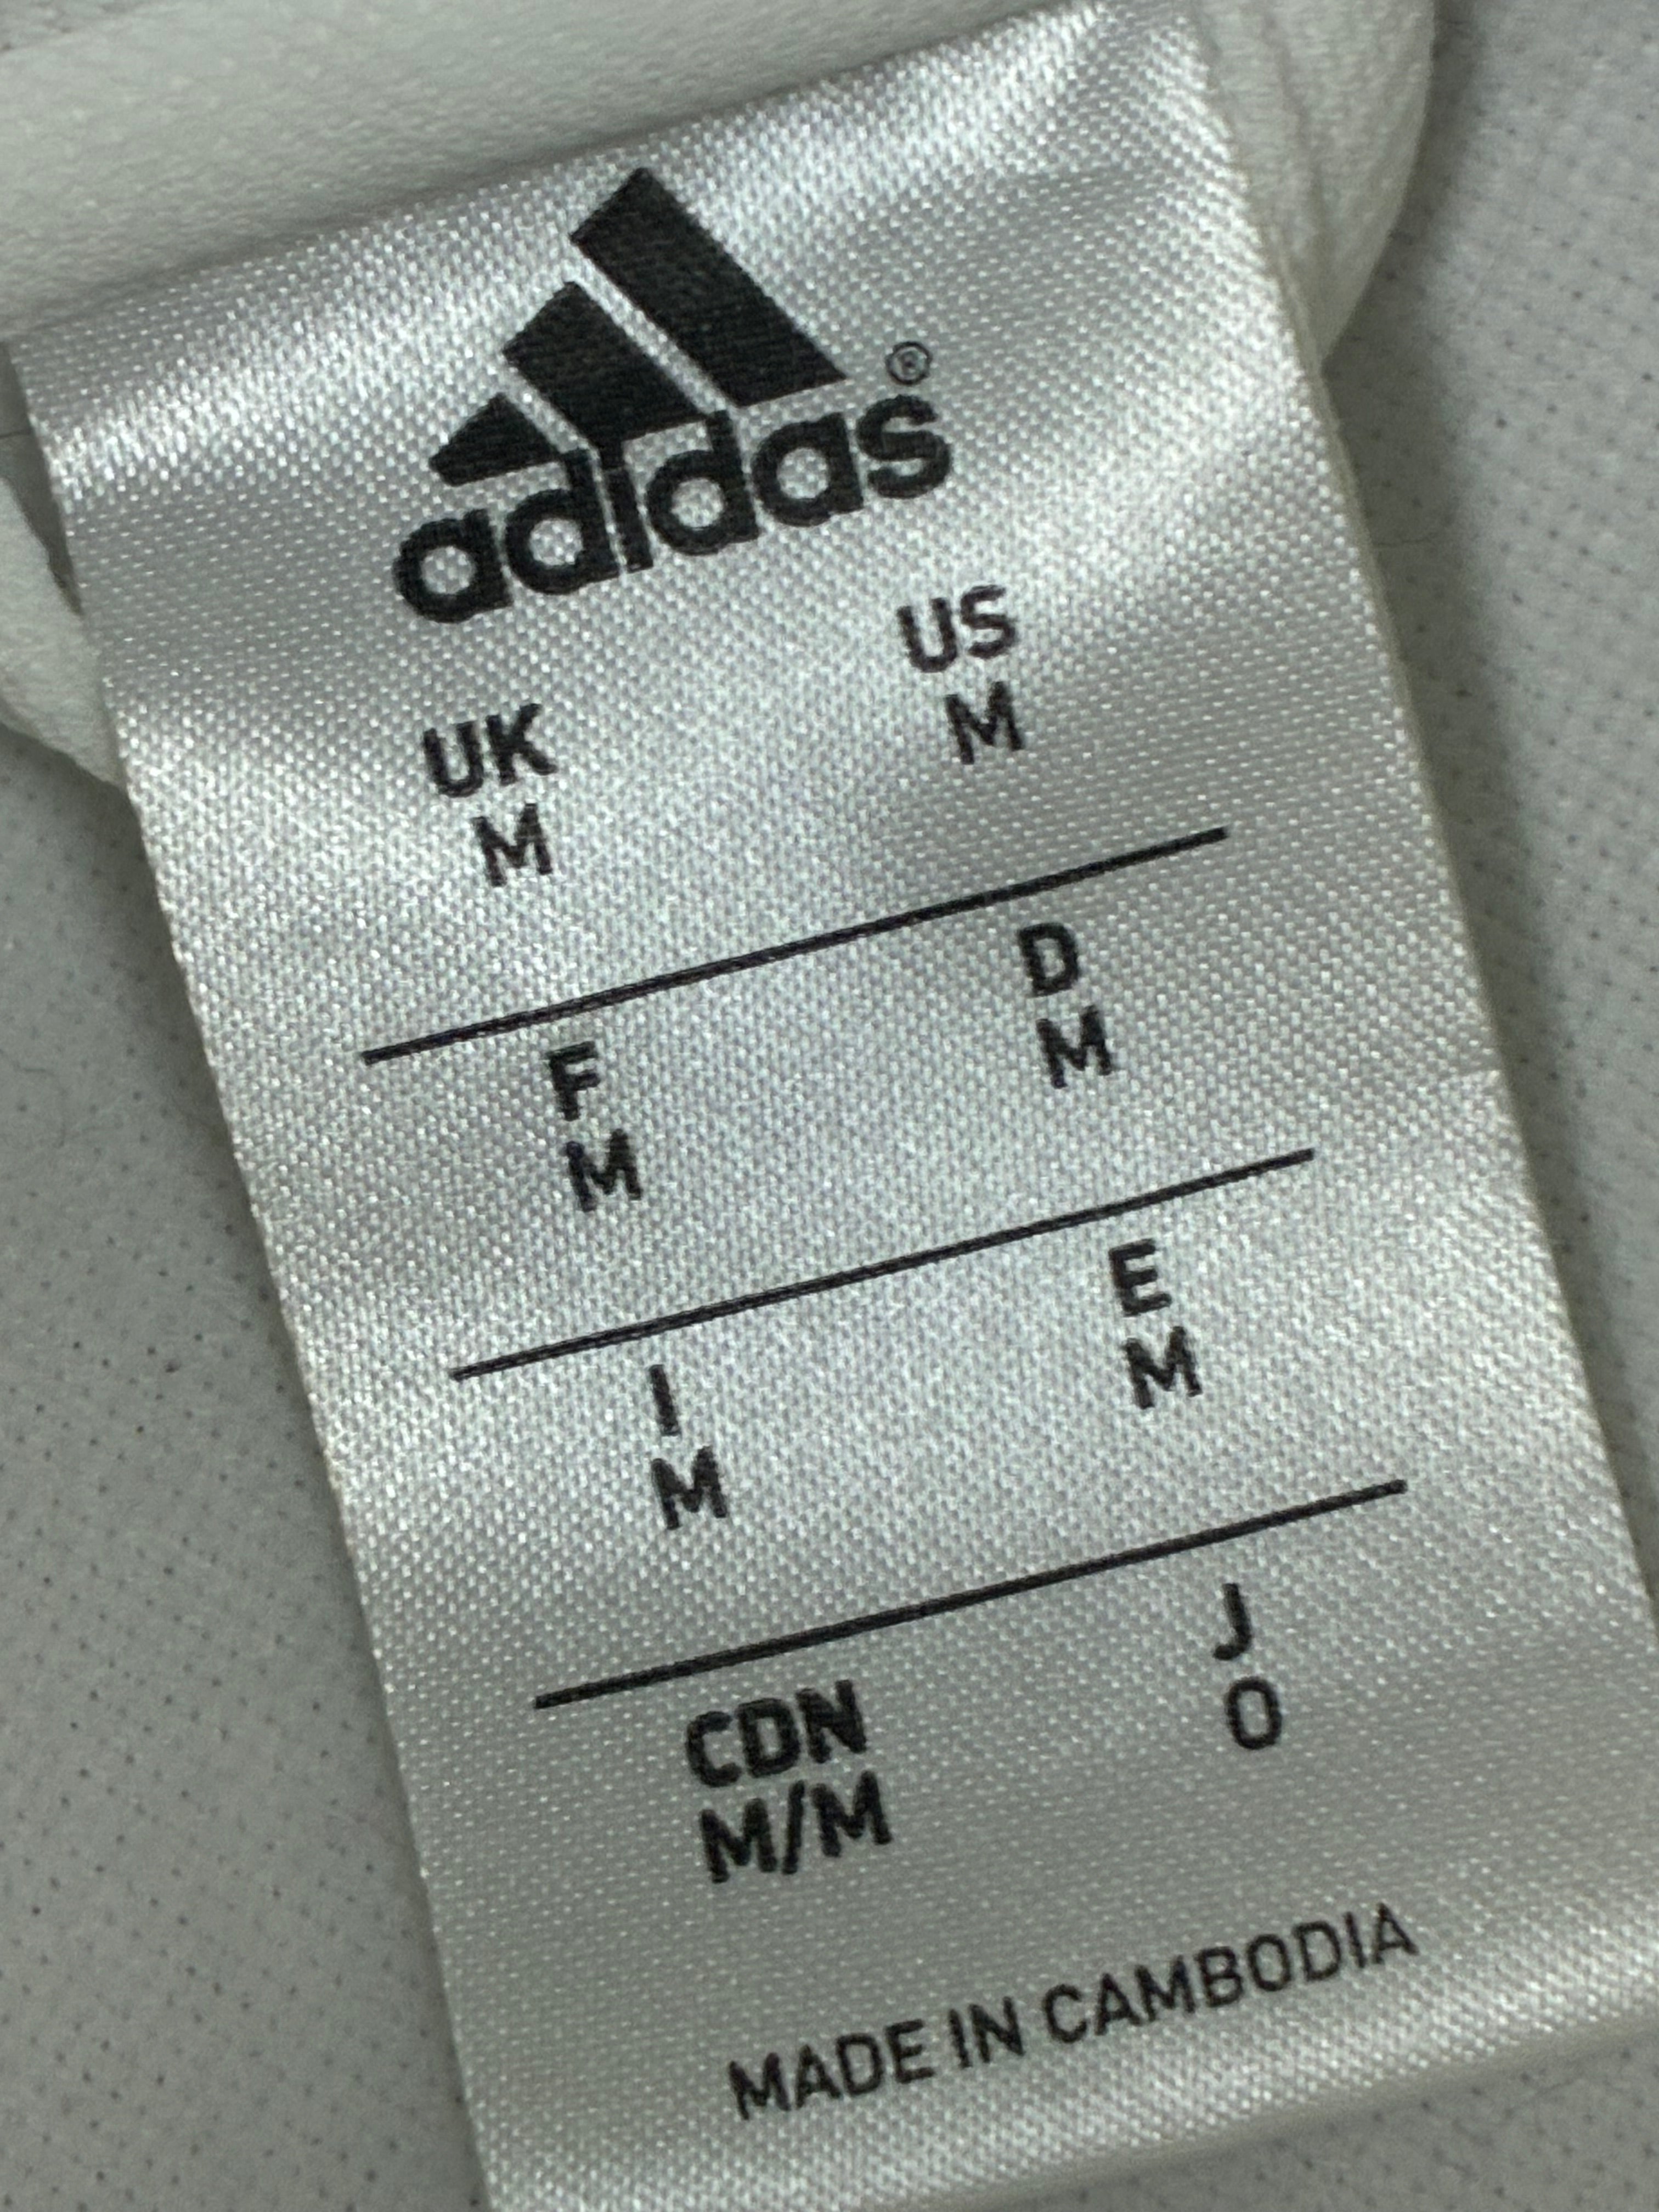 adidas®
UK US
M M
F D
M M
I E
M M
CDN J
M/M O
MADE IN CAMBODIA